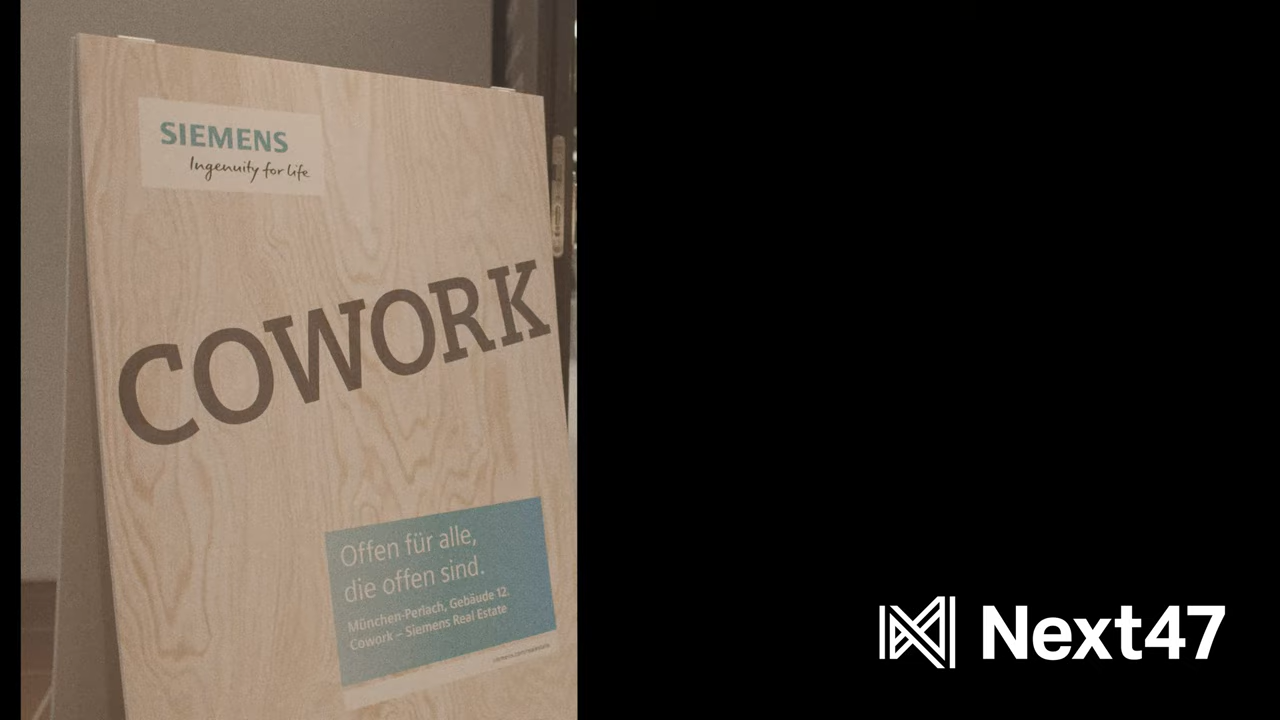 SIEMENS
Ingenuity for life
COWORK
Offen für alle,
die offen sind.
München-Perlach, Gebäude 12.
Cowork – Siemens Real Estate
Next47